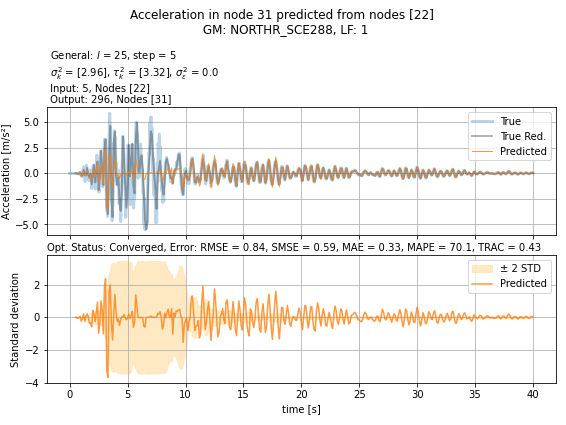 Acceleration in node 31 predicted from nodes [22]
GM: NORTHR_SCE288, LF: 1
General: l = 25, step = 5
σ²ₖ = [2.96], τ²ₖ = [3.32], σ²ε = 0.0
Input: 5, Nodes [22]
Output: 296, Nodes [31]
Acceleration [m/s²]
5.0
2.5
0.0
−2.5
−5.0
True
True Red.
Predicted
Opt. Status: Converged, Error: RMSE = 0.84, SMSE = 0.59, MAE = 0.33, MAPE = 70.1, TRAC = 0.43
Standard deviation
2
0
−2
−4
± 2 STD
Predicted
0 5 10 15 20 25 30 35 40
time [s]